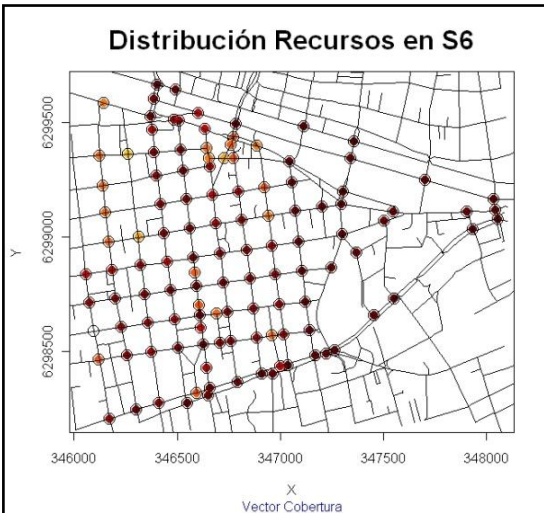 Distribución Recursos en S6
6299500
6299000
6298500
Y
346000 346500 347000 347500 348000
X
Vector Cobertura